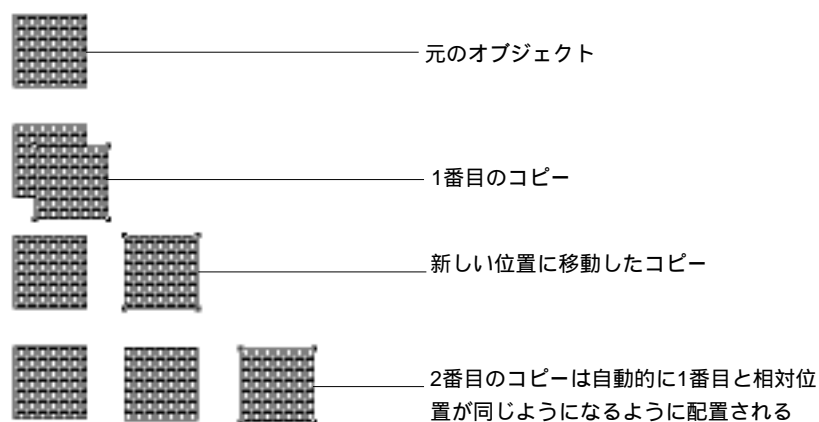 元のオブジェクト
1番目のコピー
新しい位置に移動したコピー
2番目のコピーは自動的に1番目と相対位
置が同じようになるように配置される